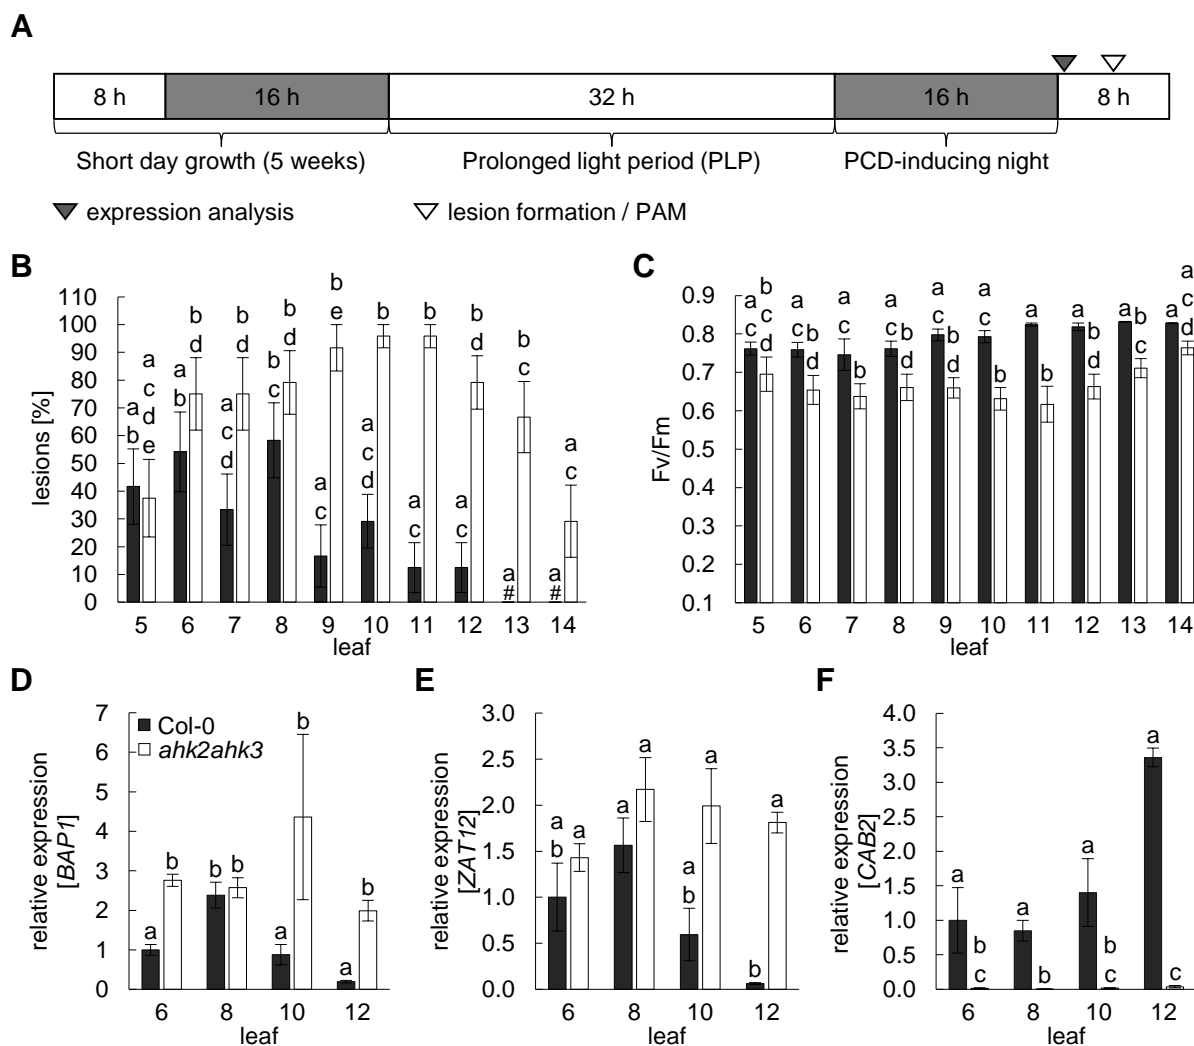 A
8 h 16 h 32 h 16 h 8 h
Short day growth (5 weeks) Prolonged light period (PLP) PCD-inducing night
expression analysis lesion formation / PAM
B
lesions [%]
110
100
90
80
70
60
50
40
30
20
10
0
a b
a c d e
a b
b d
a c d
b d
b c
b d
a c
b e
a c d
b
a c
b
a c
b d
a #
b c
a #
a c
5 6 7 8 9 10 11 12 13 14
leaf
C
Fv/Fm
0.9
0.8
0.7
0.6
0.5
0.4
0.3
0.2
0.1
a c
b c d
a c
b d
a c
b
a c
b d
a c
b d
a c
b
a
b
a
b d
a
b c
a
a c d
5 6 7 8 9 10 11 12 13 14
leaf
D
relative expression
[BAP1]
7
6
5
4
3
2
1
0
Col-0
ahk2ahk3
a b b b a b a b
6 8 10 12
leaf
E
relative expression
[ZAT12]
3.0
2.5
2.0
1.5
1.0
0.5
0.0
a b
a
a
a
a b
a
b
a
6 8 10 12
leaf
F
relative expression
[CAB2]
4.0
3.5
3.0
2.5
2.0
1.5
1.0
0.5
0.0
a
b c
a
b
a
b c
a
c
6 8 10 12
leaf